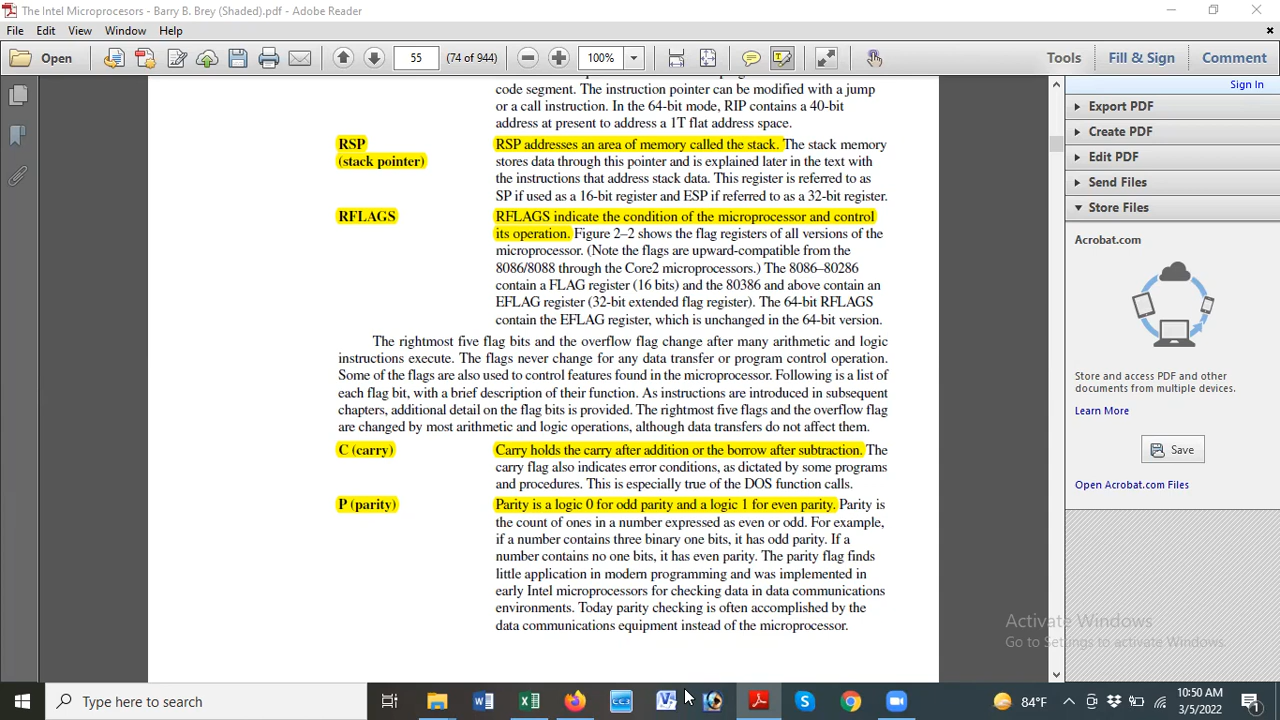 The Intel Microprocesors - Barry B. Brey (Shaded).pdf - Adobe Reader
File Edit View Window Help
Open 55 (74 of 944) 100% Tools Fill & Sign Comment
Sign In
Export PDF
Create PDF
Edit PDF
Send Files
Store Files
Acrobat.com
Store and access PDF and other
documents from multiple devices.
Learn More
Save
Open Acrobat.com Files
code segment. The instruction pointer can be modified with a jump
or a call instruction. In the 64-bit mode, RIP contains a 40-bit
address at present to address a 1T flat address space.
RSP RSP addresses an area of memory called the stack. The stack memory
(stack pointer) stores data through this pointer and is explained later in the text with
the instructions that address stack data. This register is referred to as
SP if used as a 16-bit register and ESP if referred to as a 32-bit register.
RFLAGS RFLAGS indicate the condition of the microprocessor and control
its operation. Figure 2–2 shows the flag registers of all versions of the
microprocessor. (Note the flags are upward-compatible from the
8086/8088 through the Core2 microprocessors.) The 8086–80286
contain a FLAG register (16 bits) and the 80386 and above contain an
EFLAG register (32-bit extended flag register). The 64-bit RFLAGS
contain the EFLAG register, which is unchanged in the 64-bit version.
The rightmost five flag bits and the overflow flag change after many arithmetic and logic
instructions execute. The flags never change for any data transfer or program control operation.
Some of the flags are also used to control features found in the microprocessor. Following is a list of
each flag bit, with a brief description of their function. As instructions are introduced in subsequent
chapters, additional detail on the flag bits is provided. The rightmost five flags and the overflow flag
are changed by most arithmetic and logic operations, although data transfers do not affect them.
C (carry) Carry holds the carry after addition or the borrow after subtraction. The
carry flag also indicates error conditions, as dictated by some programs
and procedures. This is especially true of the DOS function calls.
P (parity) Parity is a logic 0 for odd parity and a logic 1 for even parity. Parity is
the count of ones in a number expressed as even or odd. For example,
if a number contains three binary one bits, it has odd parity. If a
number contains no one bits, it has even parity. The parity flag finds
little application in modern programming and was implemented in
early Intel microprocessors for checking data in data communications
environments. Today parity checking is often accomplished by the
data communications equipment instead of the microprocessor.
Activate Windows
Go to Settings to activate Windows.
Type here to search
84°F
10:50 AM
3/5/2022